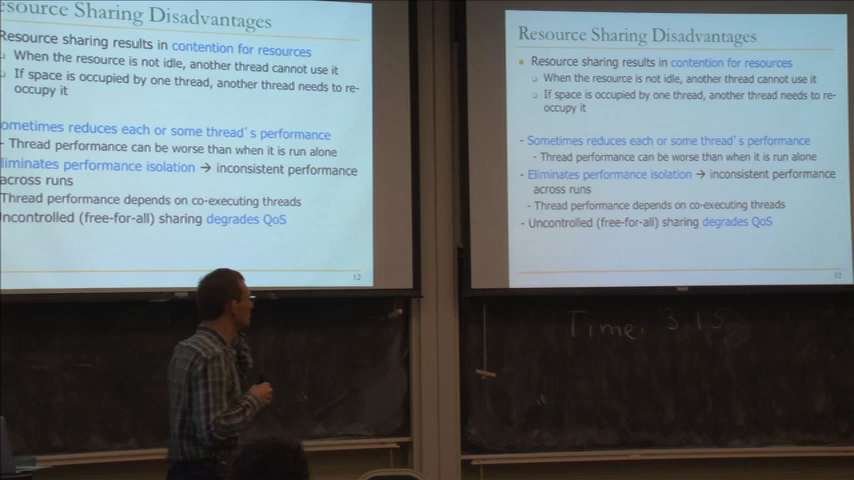 esource Sharing Disadvantages
Resource sharing results in contention for resources
When the resource is not idle, another thread cannot use it
If space is occupied by one thread, another thread needs to re-
occupy it
ometimes reduces each or some thread`s performance
- Thread performance can be worse than when it is run alone
liminates performance isolation → inconsistent performance
across runs
Thread performance depends on co-executing threads
Uncontrolled (free-for-all) sharing degrades QoS
12
Resource Sharing Disadvantages
Resource sharing results in contention for resources
When the resource is not idle, another thread cannot use it
If space is occupied by one thread, another thread needs to re-
occupy it
- Sometimes reduces each or some thread`s performance
- Thread performance can be worse than when it is run alone
- Eliminates performance isolation → inconsistent performance
across runs
- Thread performance depends on co-executing threads
- Uncontrolled (free-for-all) sharing degrades QoS
12
Time. 3.15